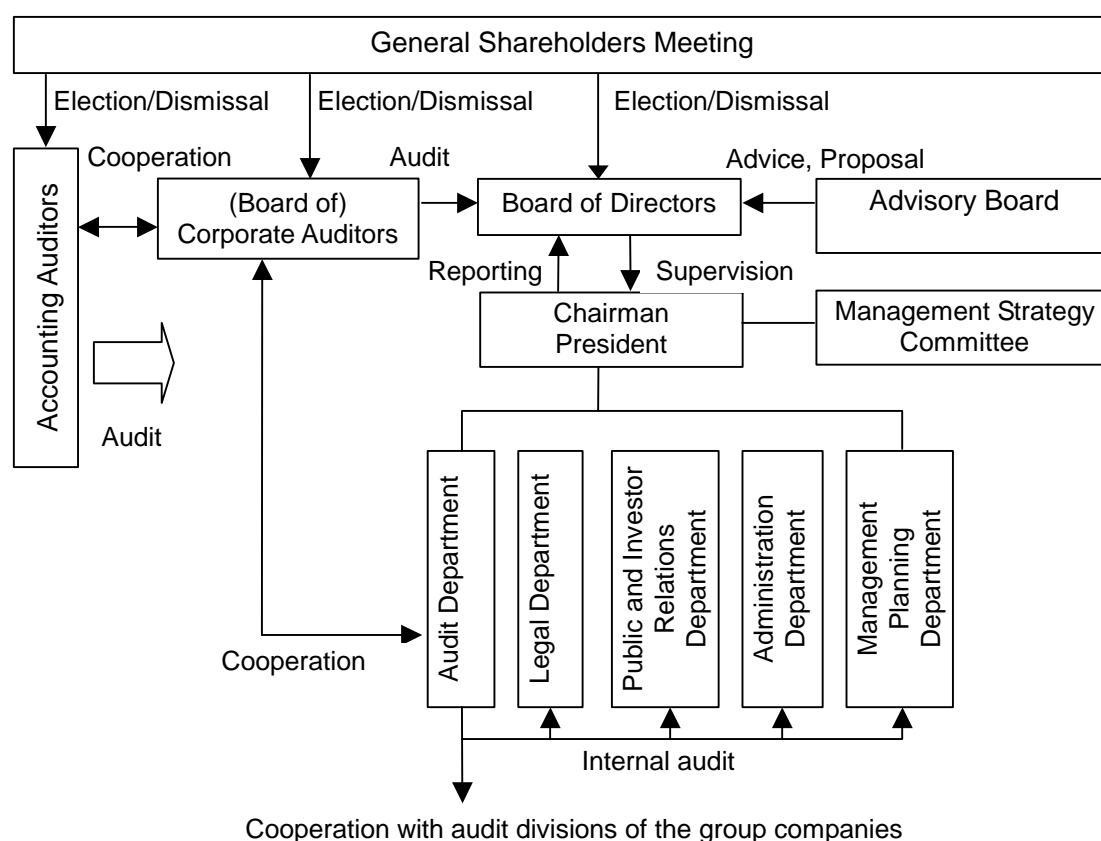 General Shareholders Meeting
Election/Dismissal
Election/Dismissal
Election/Dismissal
Cooperation
Audit
Advice, Proposal
Accounting Auditors
(Board of)
Corporate Auditors
Board of Directors
Advisory Board
Reporting
Supervision
Chairman
President
Management Strategy
Committee
Audit
Audit Department
Legal Department
Public and Investor
Relations
Department
Administration
Department
Management
Planning
Department
Cooperation
Internal audit
Cooperation with audit divisions of the group companies